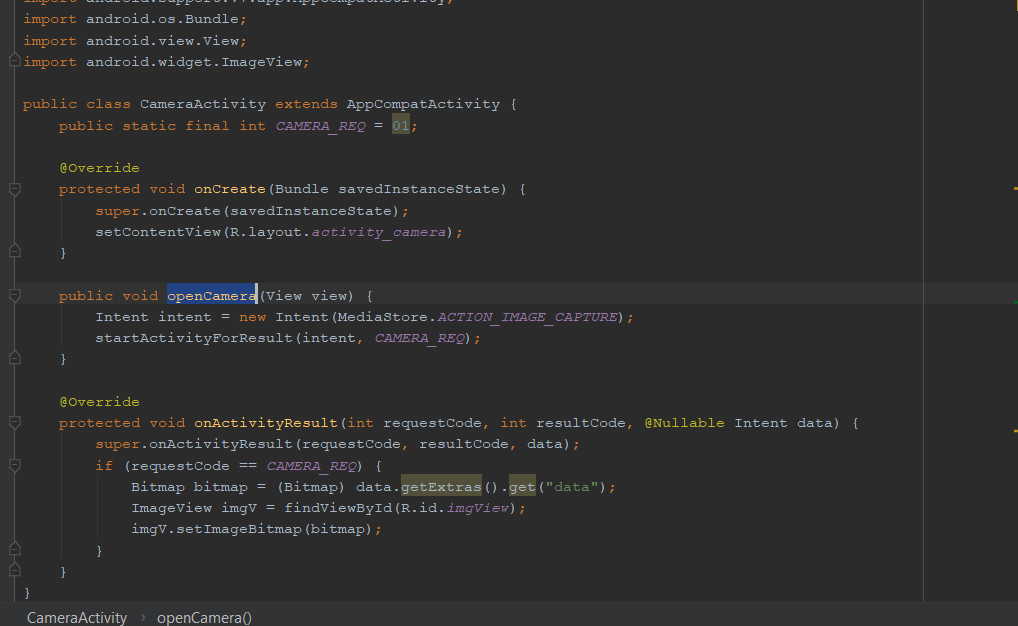 import android.support.v7.app.AppCompatActivity;
import android.os.Bundle;
import android.view.View;
import android.widget.ImageView;
public class CameraActivity extends AppCompatActivity {
public static final int CAMERA_REQ = 01;
@Override
protected void onCreate(Bundle savedInstanceState) {
super.onCreate(savedInstanceState);
setContentView(R.layout.activity_camera);
}
public void openCamera(View view) {
Intent intent = new Intent(MediaStore.ACTION_IMAGE_CAPTURE);
startActivityForResult(intent, CAMERA_REQ);
}
@Override
protected void onActivityResult(int requestCode, int resultCode, @Nullable Intent data) {
super.onActivityResult(requestCode, resultCode, data);
if (requestCode == CAMERA_REQ) {
Bitmap bitmap = (Bitmap) data.getExtras().get("data");
ImageView imgV = findViewById(R.id.imgView);
imgV.setImageBitmap(bitmap);
}
}
}
CameraActivity › openCamera()